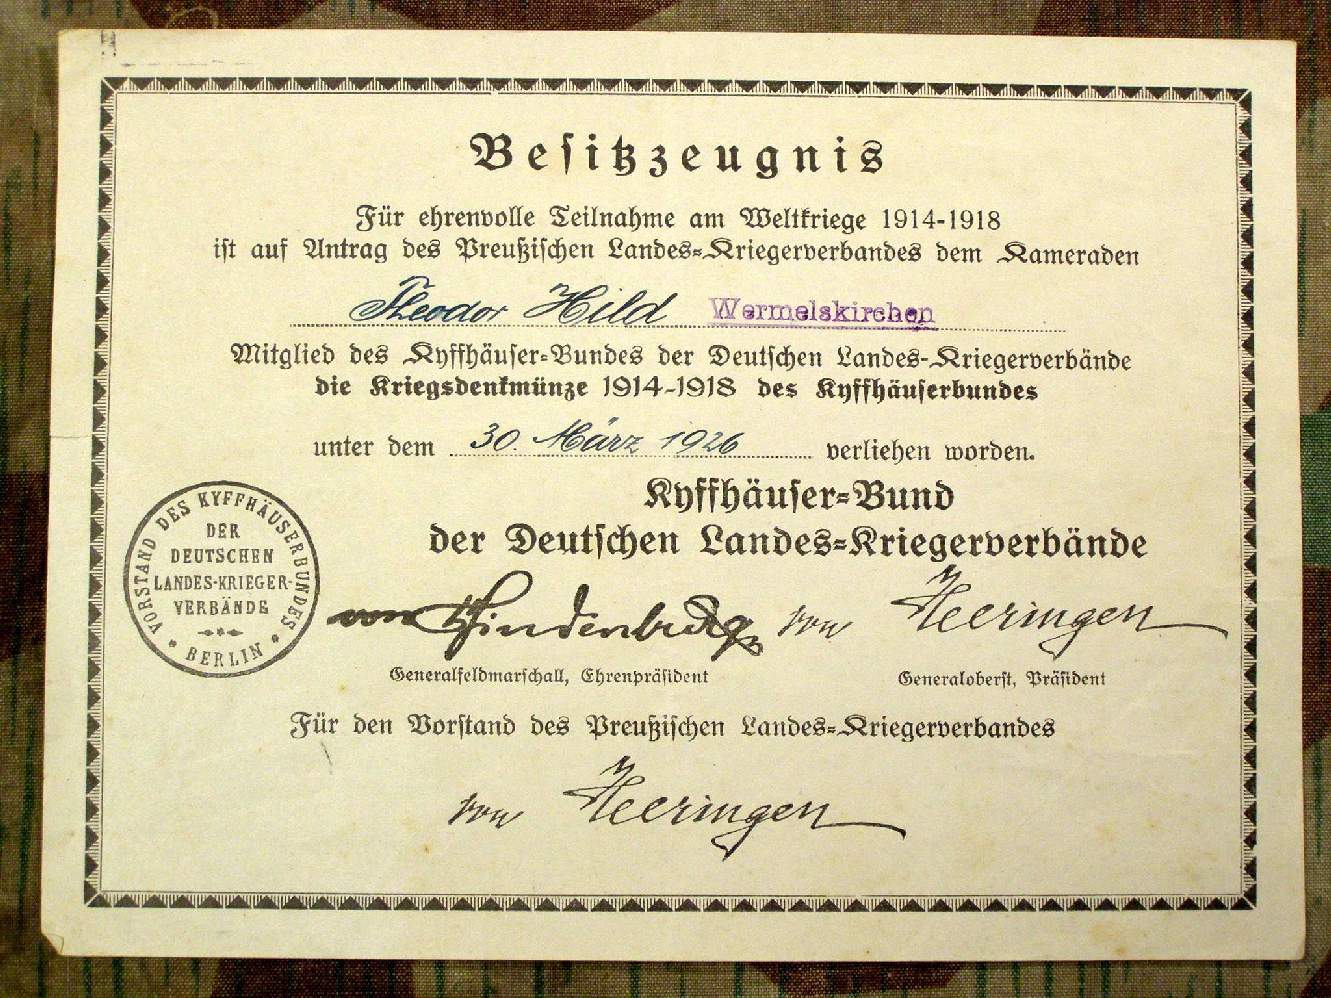 Besitzzeugnis
Für ehrenvolle Teilnahme am Weltkriege 1914-1918
ist auf Antrag des Preußischen Landes-Kriegerverbandes dem Kameraden
Theodor Hild Wermelskirchen
Mitglied des Kyffhäuser-Bundes der Deutschen Landes-Kriegerverbände
die Kriegsdenkmünze 1914-1918 des Kyffhäuserbundes
unter dem 30. März 1926 verliehen worden.
Kyffhäuser-Bund
der Deutschen Landes-Kriegerverbände
VORSTAND DES KYFFHÄUSERBUNDES
DER
DEUTSCHEN
LANDES-KRIEGER-
VERBÄNDE
BERLIN
von Hindenburg von Heeringen
Generalfeldmarschall, Ehrenpräsident Generaloberst, Präsident
Für den Vorstand des Preußischen Landes-Kriegerverbandes
von Heeringen